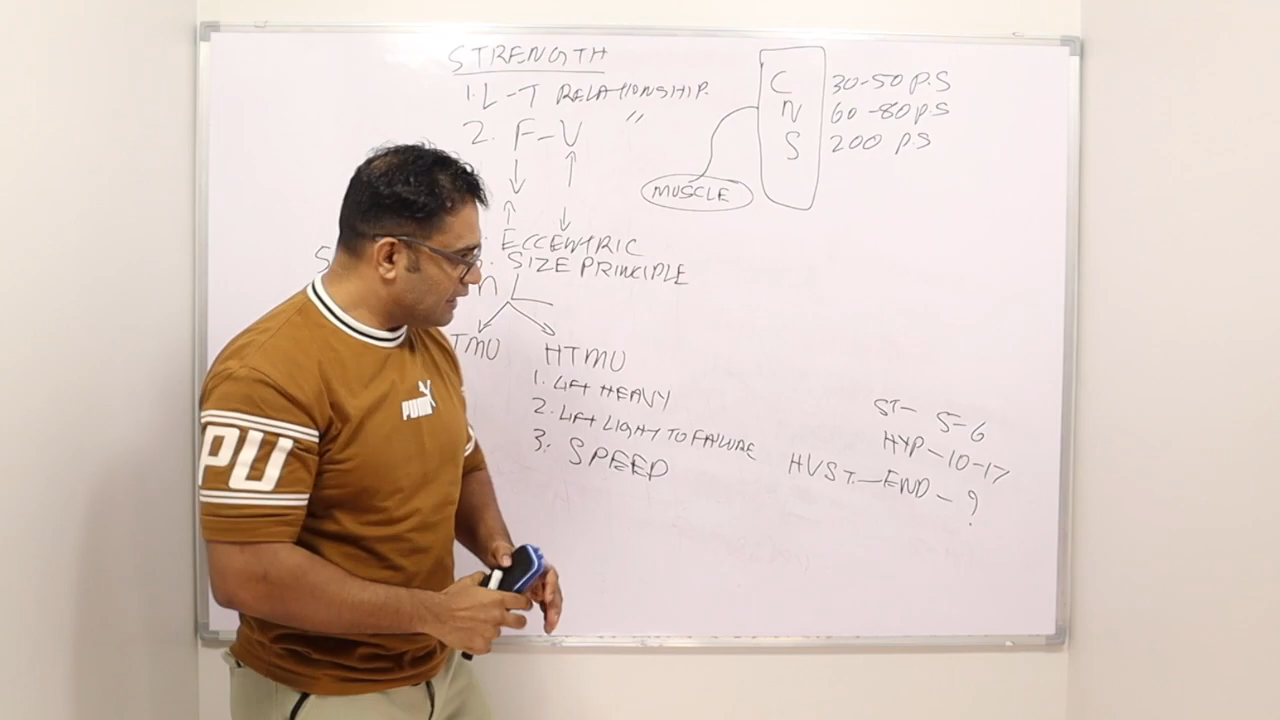 STRENGTH
1. L-T RELATIONSHIP.
2. F-V "
ECCENTRIC
SIZE PRINCIPLE
TMU HTMU
1. LIFT HEAVY
2. LIFT LIGHT TO FAILURE
3. SPEED
MUSCLE
C 30-50 P.S
N 60-80 P.S
S 200 P.S
ST- 5-6
HYP-10-17
HVST.-END-?
PUMA
PU